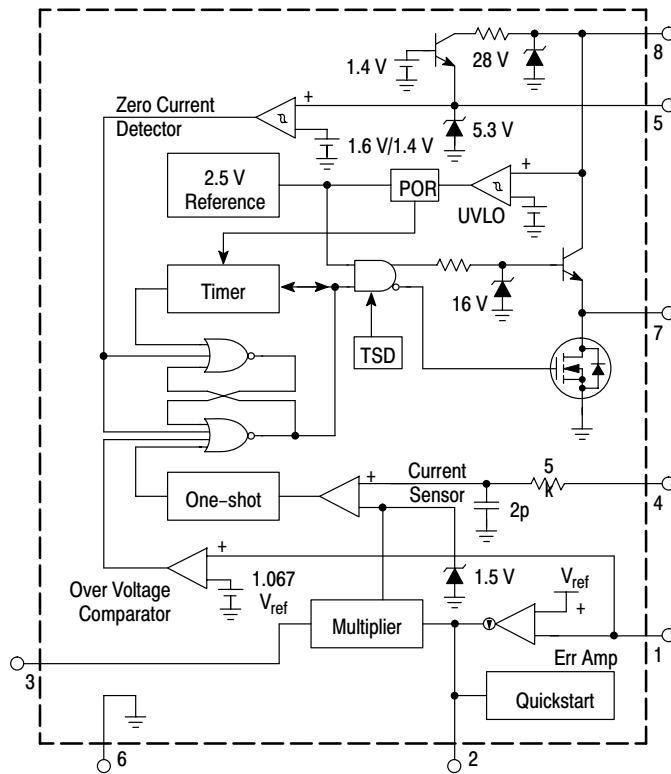 8
1.4 V
28 V
Zero Current
Detector
+
5
5.3 V
1.6 V/1.4 V
2.5 V
Reference
POR
+
UVLO
Timer
16 V
7
TSD
5
k
Current
Sensor
+
One-shot
2p
4
+
1.067
V_ref
Over Voltage
Comparator
1.5 V
V_ref
+
Multiplier
1
Err Amp
3
Quickstart
6
2